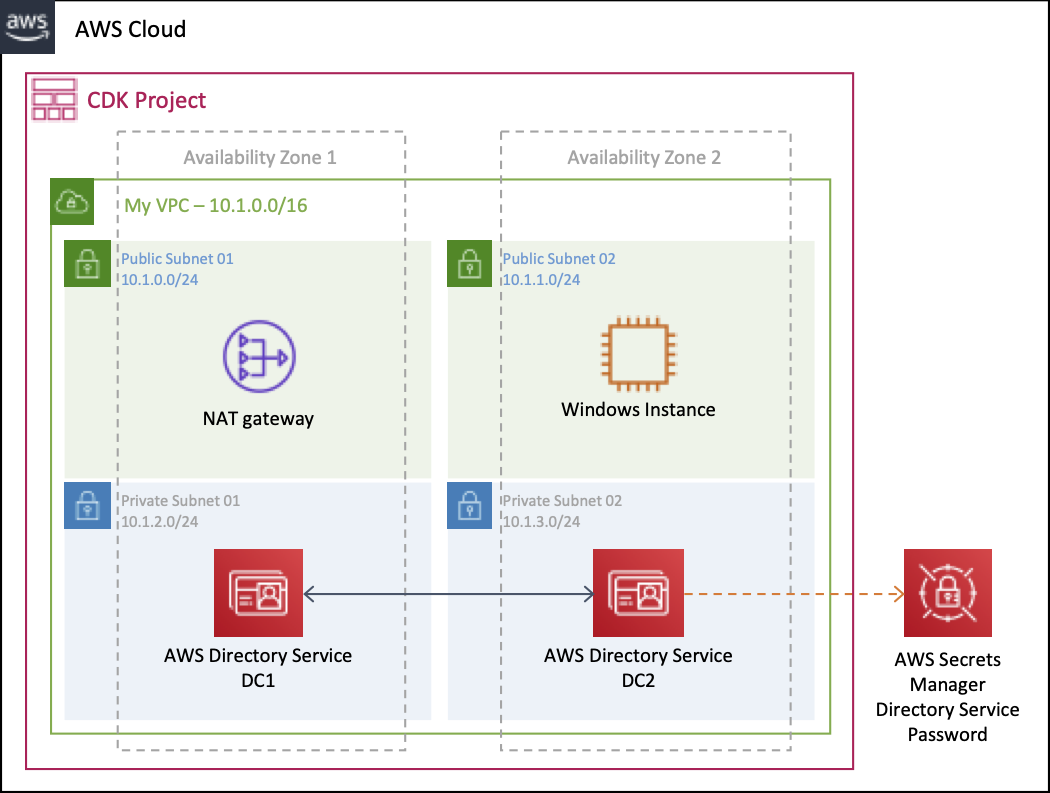 aws
AWS Cloud
CDK Project
Availability Zone 1
Availability Zone 2
My VPC – 10.1.0.0/16
Public Subnet 01
10.1.0.0/24
Public Subnet 02
10.1.1.0/24
NAT gateway
Windows Instance
Private Subnet 01
10.1.2.0/24
Private Subnet 02
10.1.3.0/24
AWS Directory Service
DC1
AWS Directory Service
DC2
AWS Secrets
Manager
Directory Service
Password